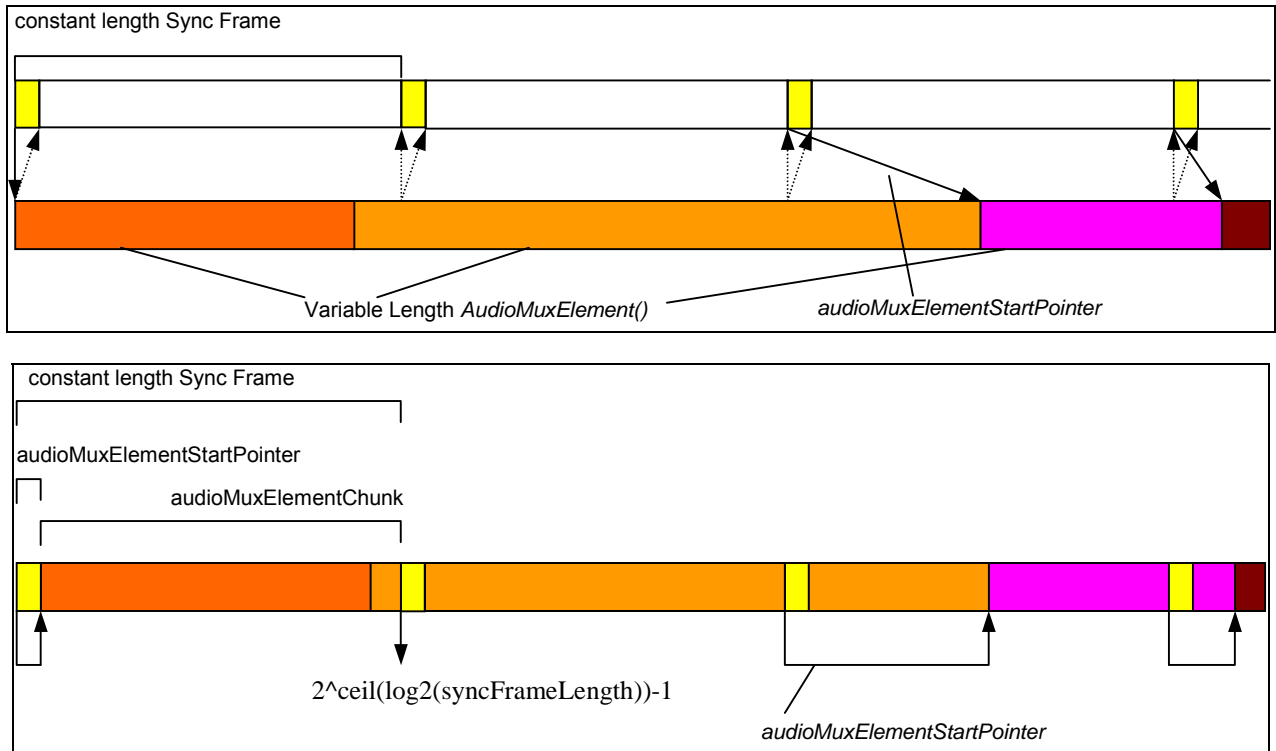 constant length Sync Frame
Variable Length AudioMuxElement()
audioMuxElementStartPointer
constant length Sync Frame
audioMuxElementStartPointer
audioMuxElementChunk
2^ceil(log2(syncFrameLength))-1
audioMuxElementStartPointer